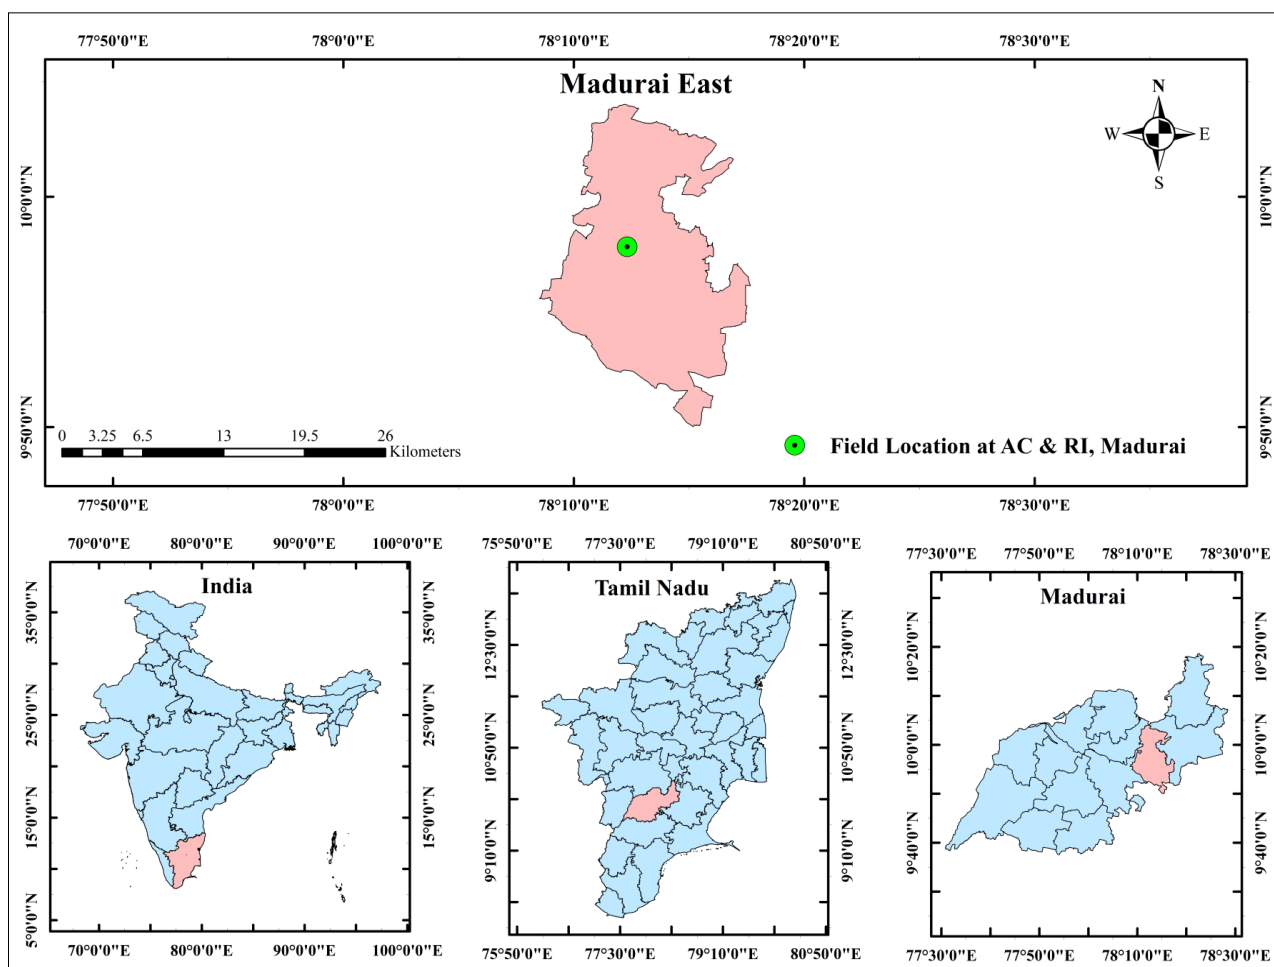 77°50'0"E 78°0'0"E 78°10'0"E 78°20'0"E 78°30'0"E
Madurai East
N
W E
S
10°0'0"N 10°0'0"N
9°50'0"N 9°50'0"N
0 3.25 6.5 13 19.5 26
Kilometers
Field Location at AC & RI, Madurai
77°50'0"E 78°0'0"E 78°10'0"E 78°20'0"E 78°30'0"E
70°0'0"E 80°0'0"E 90°0'0"E 100°0'0"E
India
35°0'0"N 35°0'0"N
25°0'0"N 25°0'0"N
15°0'0"N 15°0'0"N
5°0'0"N 5°0'0"N
70°0'0"E 80°0'0"E 90°0'0"E 100°0'0"E
75°50'0"E 77°30'0"E 79°10'0"E 80°50'0"E
Tamil Nadu
12°30'0"N 12°30'0"N
10°50'0"N 10°50'0"N
9°10'0"N 9°10'0"N
75°50'0"E 77°30'0"E 79°10'0"E 80°50'0"E
77°30'0"E 77°50'0"E 78°10'0"E 78°30'0"E
Madurai
10°20'0"N 10°20'0"N
10°0'0"N 10°0'0"N
9°40'0"N 9°40'0"N
77°30'0"E 77°50'0"E 78°10'0"E 78°30'0"E